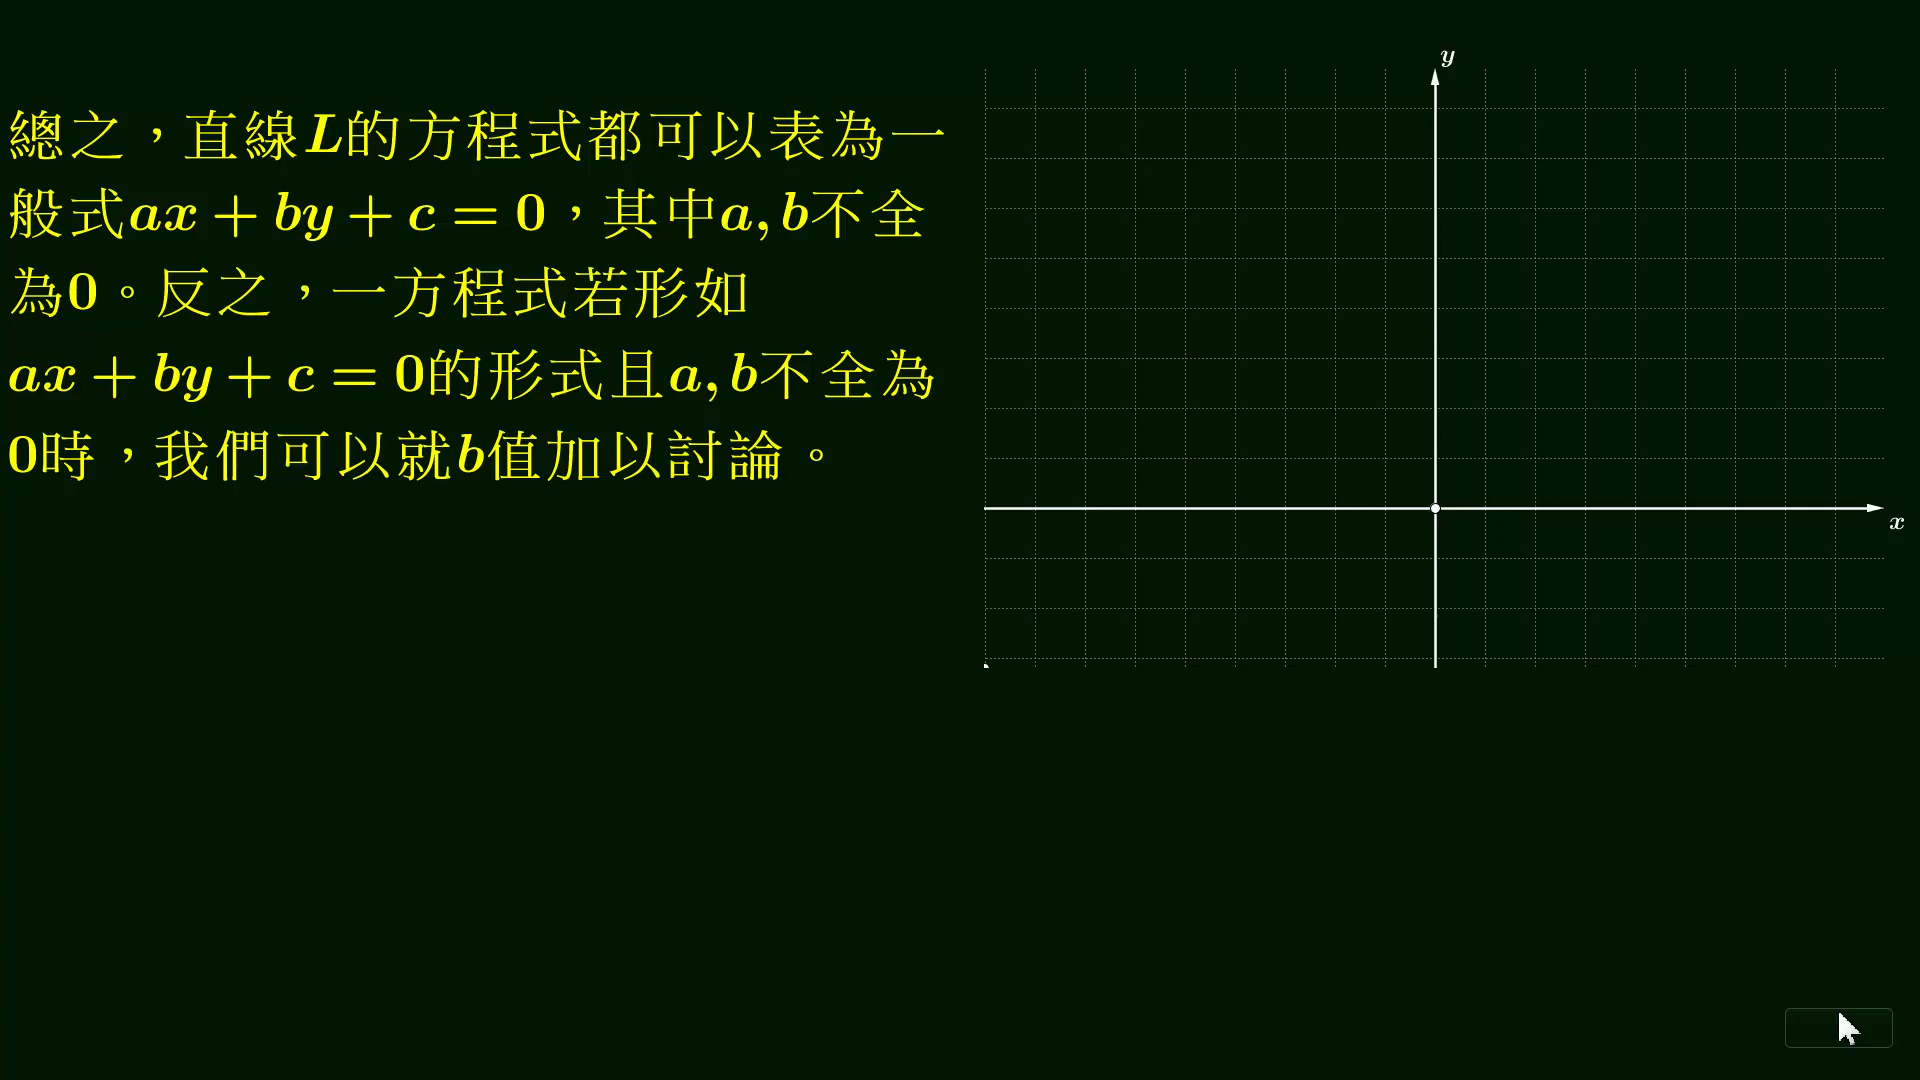 總之，直線L的方程式都可以表為一
般式ax + by + c = 0，其中a, b不全
為0。反之，一方程式若形如
ax + by + c = 0的形式且a, b不全為
0時，我們可以就b值加以討論。
y
x